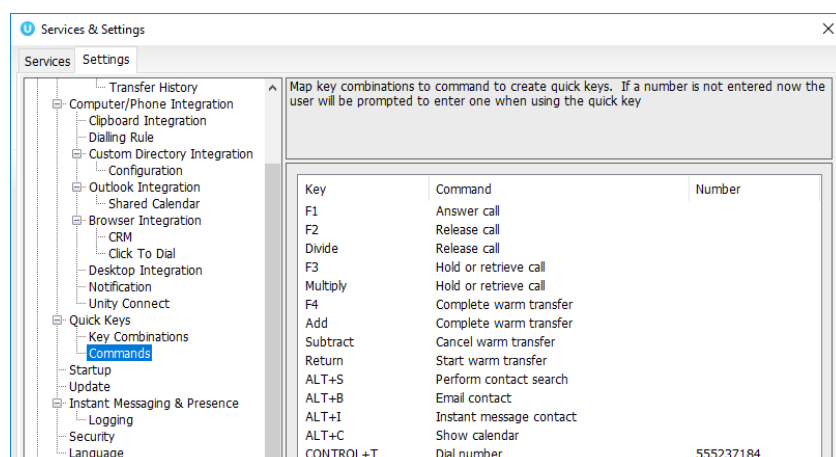 Services & Settings
Services Settings
Transfer History
Computer/Phone Integration
Clipboard Integration
Dialling Rule
Custom Directory Integration
Configuration
Outlook Integration
Shared Calendar
Browser Integration
CRM
Click To Dial
Desktop Integration
Notification
Unity Connect
Quick Keys
Key Combinations
Commands
Startup
Update
Instant Messaging & Presence
Logging
Security
Language
Map key combinations to command to create quick keys. If a number is not entered now the
user will be prompted to enter one when using the quick key
Key Command Number
F1 Answer call
F2 Release call
Divide Release call
F3 Hold or retrieve call
Multiply Hold or retrieve call
F4 Complete warm transfer
Add Complete warm transfer
Subtract Cancel warm transfer
Return Start warm transfer
ALT+S Perform contact search
ALT+B Email contact
ALT+I Instant message contact
ALT+C Show calendar
CONTROL+T Dial number 555237184